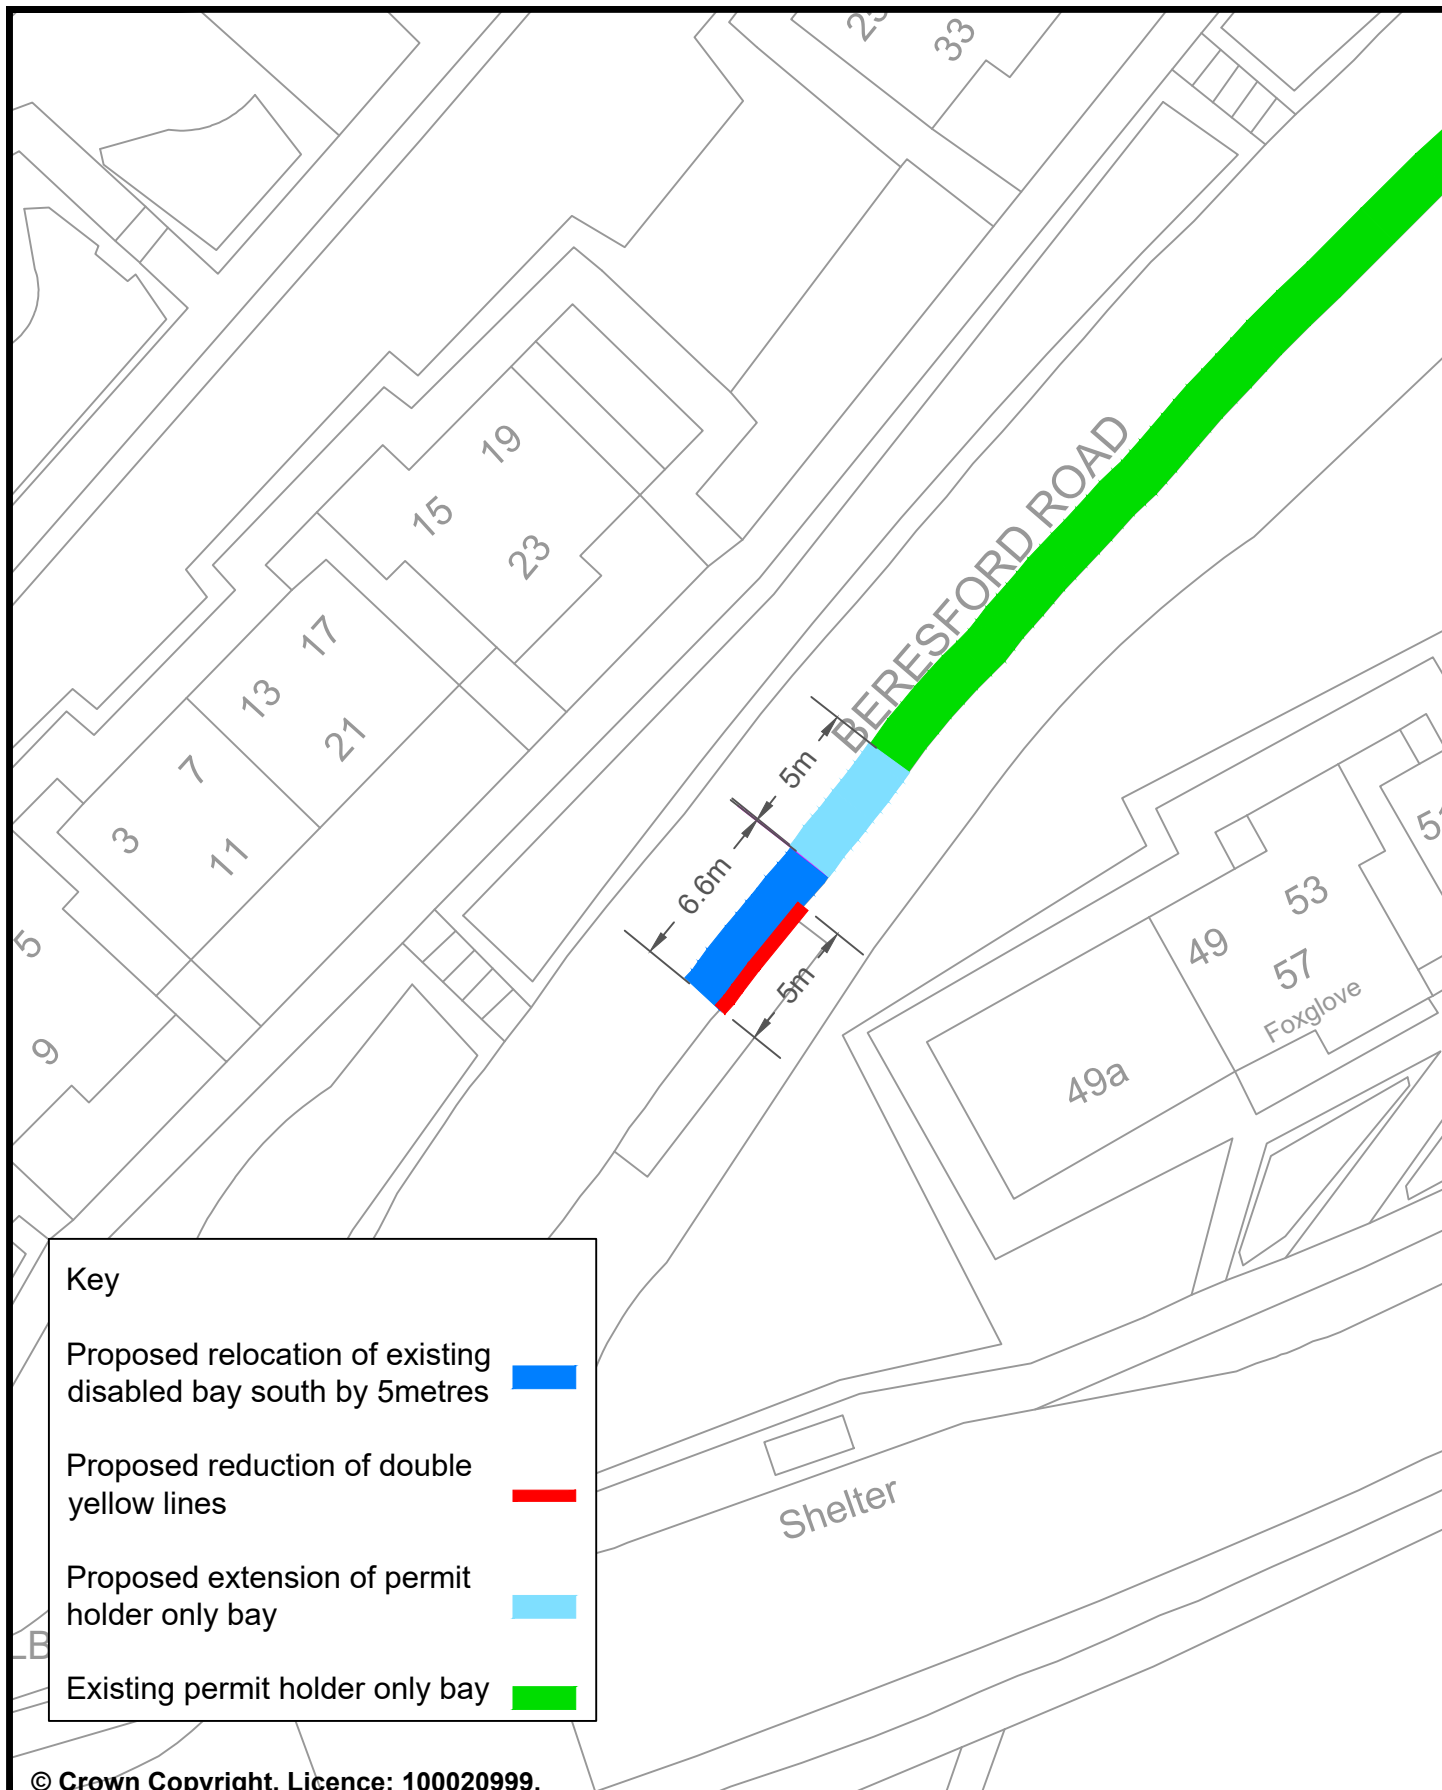 33
19
15
23
17
13
21
7
3
11
5
9
BERESFORD ROAD
5m
6.6m
5m
53
49
57
Foxglove
49a
Shelter
Key
Proposed relocation of existing
disabled bay south by 5metres
Proposed reduction of double
yellow lines
Proposed extension of permit
holder only bay
Existing permit holder only bay
LB
© Crown Copyright. Licence: 100020999.